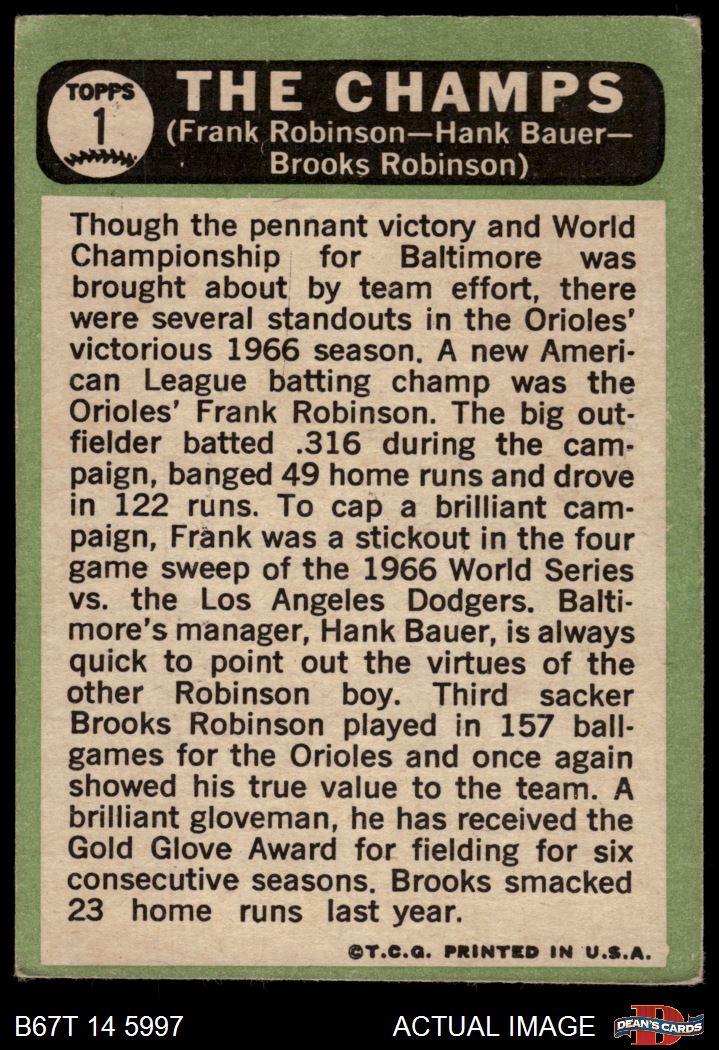 TOPPS
1
THE CHAMPS
(Frank Robinson—Hank Bauer—
Brooks Robinson)
Though the pennant victory and World
Championship for Baltimore was
brought about by team effort, there
were several standouts in the Orioles'
victorious 1966 season. A new Ameri-
can League batting champ was the
Orioles' Frank Robinson. The big out-
fielder batted .316 during the cam-
paign, banged 49 home runs and drove
in 122 runs. To cap a brilliant cam-
paign, Frank was a stickout in the four
game sweep of the 1966 World Series
vs. the Los Angeles Dodgers. Balti-
more's manager, Hank Bauer, is always
quick to point out the virtues of the
other Robinson boy. Third sacker
Brooks Robinson played in 157 ball-
games for the Orioles and once again
showed his true value to the team. A
brilliant gloveman, he has received the
Gold Glove Award for fielding for six
consecutive seasons. Brooks smacked
23 home runs last year.
©T.C.G. PRINTED IN U.S.A.
B67T 14 5997
ACTUAL IMAGE
D
DEAN'S CARDS